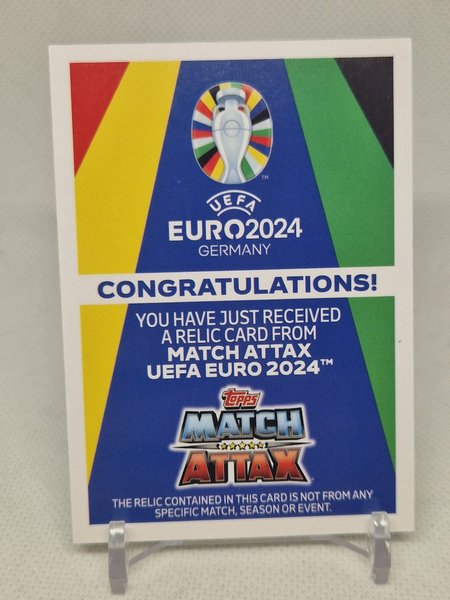 UEFA
EURO2024
GERMANY
CONGRATULATIONS!
YOU HAVE JUST RECEIVED
A RELIC CARD FROM
MATCH ATTAX
UEFA EURO 2024™
Topps
MATCH
ATTAX
THE RELIC CONTAINED IN THIS CARD IS NOT FROM ANY
SPECIFIC MATCH, SEASON OR EVENT.